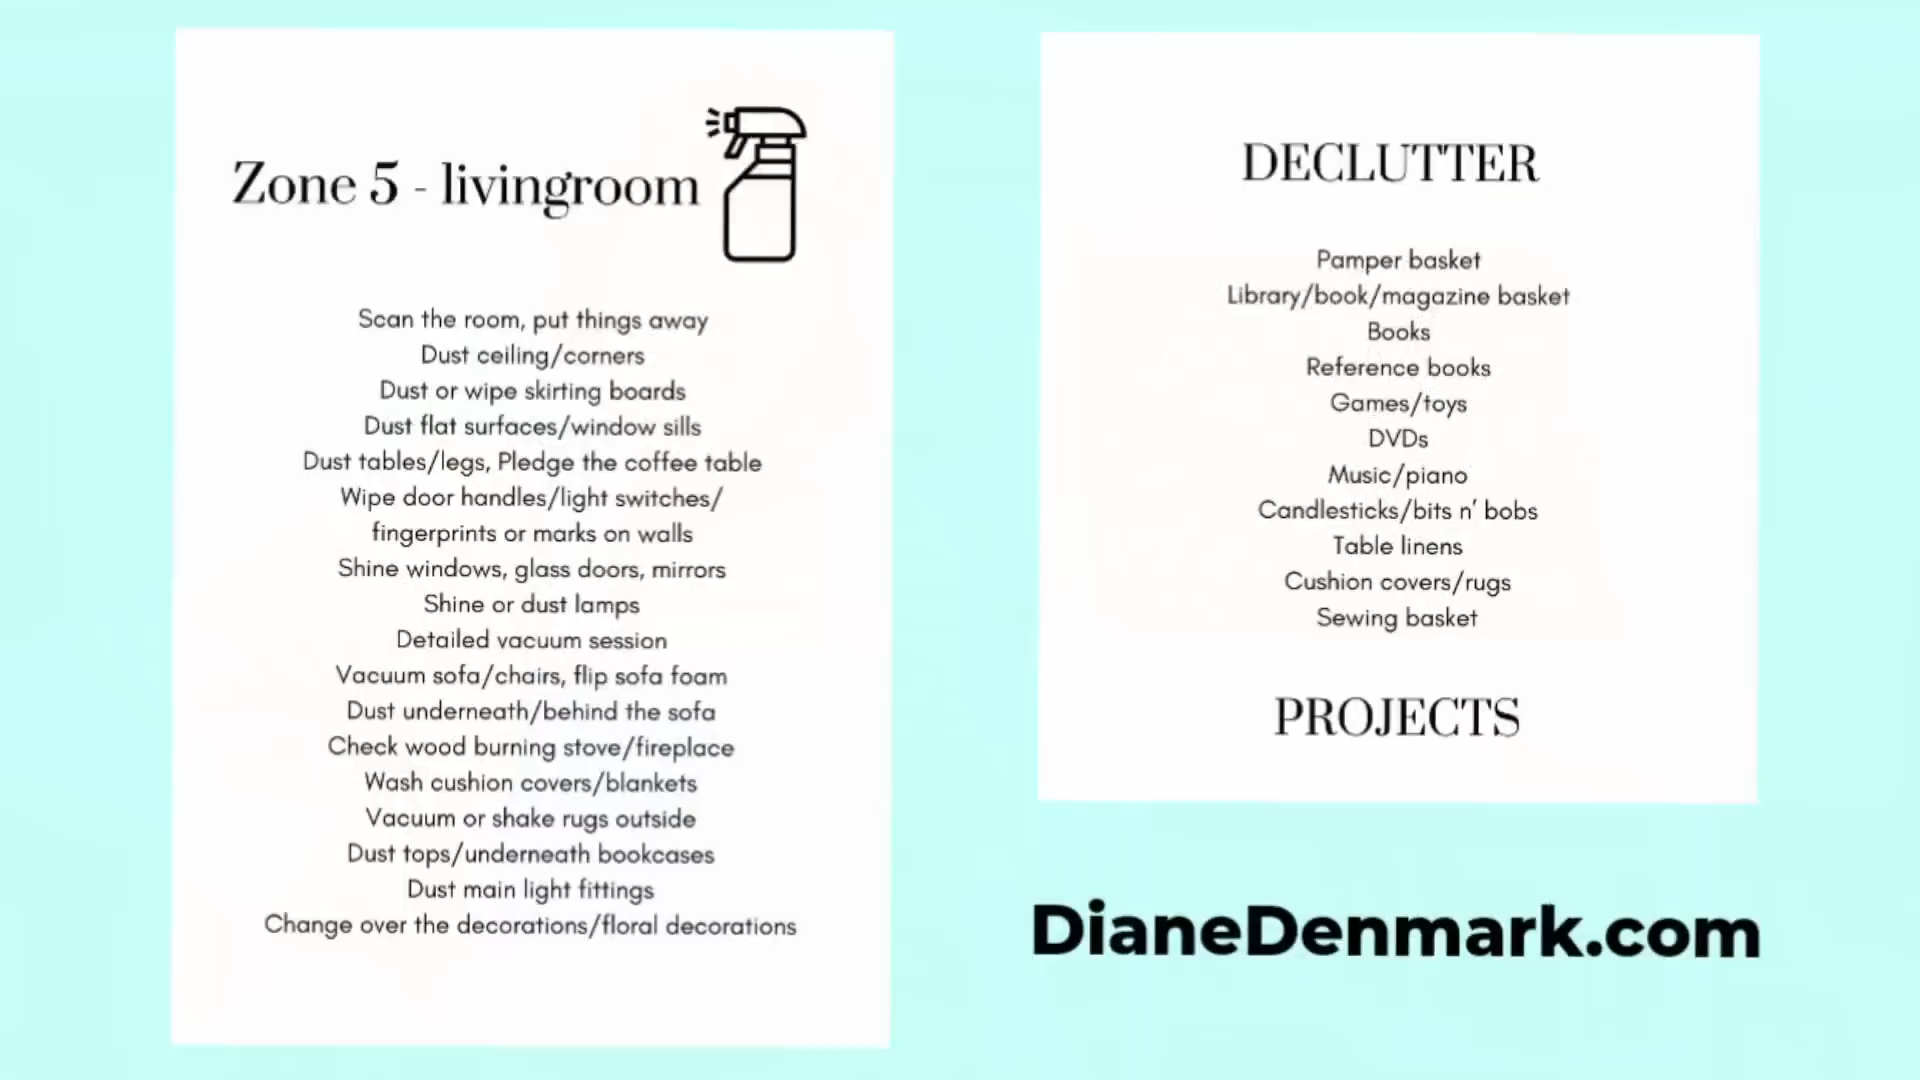 Zone 5 - livingroom
Scan the room, put things away
Dust ceiling/corners
Dust or wipe skirting boards
Dust flat surfaces/window sills
Dust tables/legs, Pledge the coffee table
Wipe door handles/light switches/
fingerprints or marks on walls
Shine windows, glass doors, mirrors
Shine or dust lamps
Detailed vacuum session
Vacuum sofa/chairs, flip sofa foam
Dust underneath/behind the sofa
Check wood burning stove/fireplace
Wash cushion covers/blankets
Vacuum or shake rugs outside
Dust tops/underneath bookcases
Dust main light fittings
Change over the decorations/floral decorations
DECLUTTER
Pamper basket
Library/book/magazine basket
Books
Reference books
Games/toys
DVDs
Music/piano
Candlesticks/bits n’ bobs
Table linens
Cushion covers/rugs
Sewing basket
PROJECTS
DianeDenmark.com